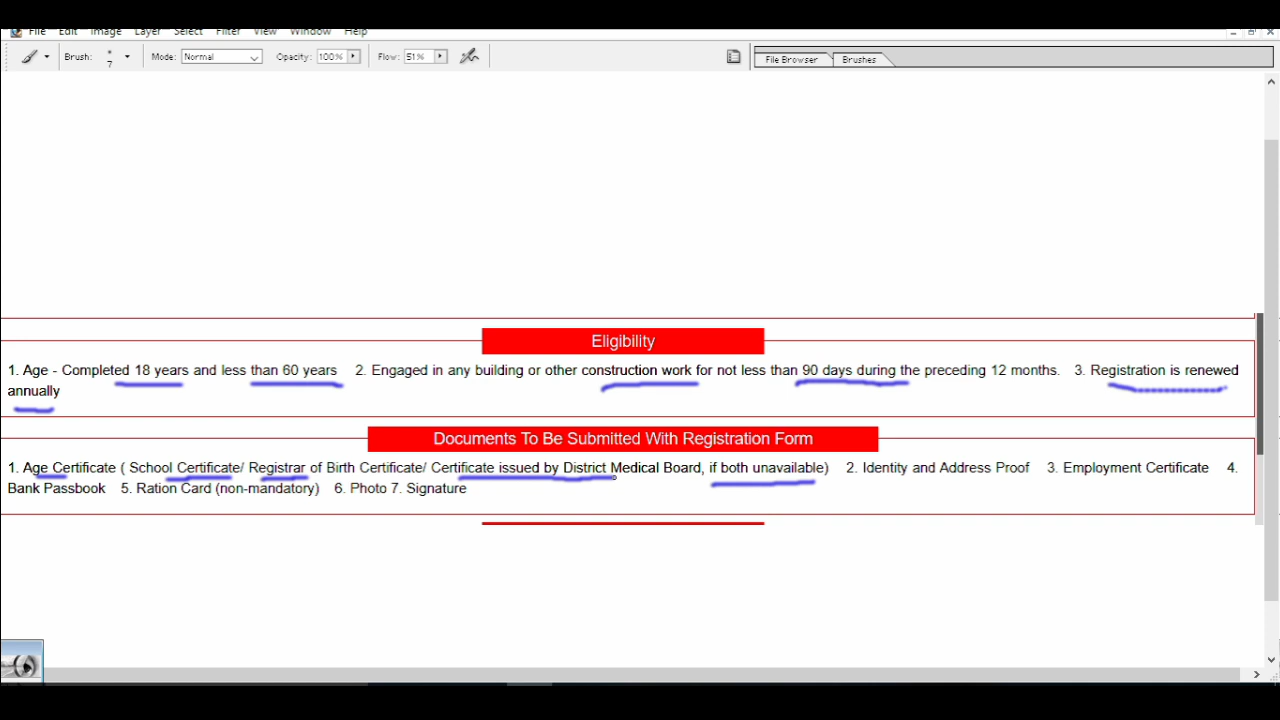 File Edit Image Layer Select Filter View Window Help
Brush: 7 Mode: Normal Opacity: 100% Flow: 51% File Browser Brushes
Eligibility
1. Age - Completed 18 years and less than 60 years 2. Engaged in any building or other construction work for not less than 90 days during the preceding 12 months. 3. Registration is renewed
annually
Documents To Be Submitted With Registration Form
1. Age Certificate ( School Certificate/ Registrar of Birth Certificate/ Certificate issued by District Medical Board, if both unavailable) 2. Identity and Address Proof 3. Employment Certificate 4.
Bank Passbook 5. Ration Card (non-mandatory) 6. Photo 7. Signature